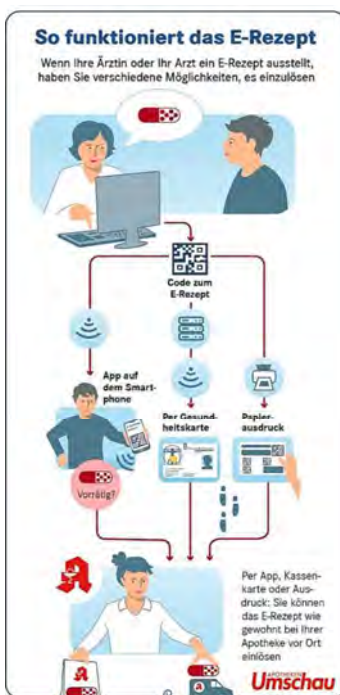 So funktioniert das E-Rezept
Wenn Ihre Ärztin oder Ihr Arzt ein E-Rezept ausstellt,
haben Sie verschiedene Möglichkeiten, es einzulösen
Code zum
E-Rezept
App auf
dem Smart-
phone
Per Gesund-
heitskarte
Papier-
ausdruck
Vorrätig?
Per App, Kassen-
karte oder Aus-
druck: Sie können
das E-Rezept wie
gewohnt bei Ihrer
Apotheke vor Ort
einlösen
APOTHEKEN
Umschau